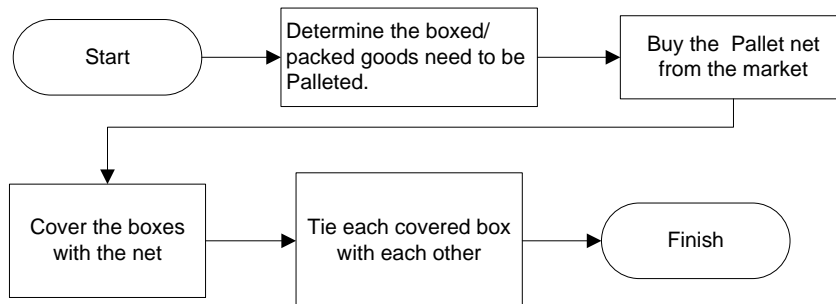 Start
Determine the boxed/
packed goods need to be
Palleted.
Buy the Pallet net
from the market
Cover the boxes
with the net
Tie each covered box
with each other
Finish